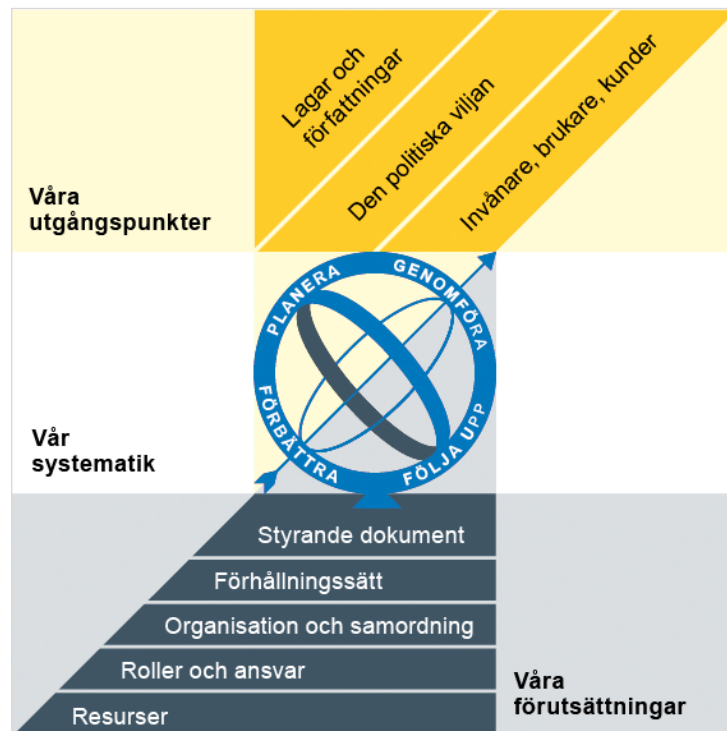 Lagar och
författningar
Den politiska viljan
Invånare, brukare, kunder
Våra
utgångspunkter
PLANERA
GENOMFÖRA
FÖLJA UPP
FÖRBÄTTRA
Vår
systematik
Styrande dokument
Förhållningssätt
Organisation och samordning
Roller och ansvar
Resurser
Våra
förutsättningar